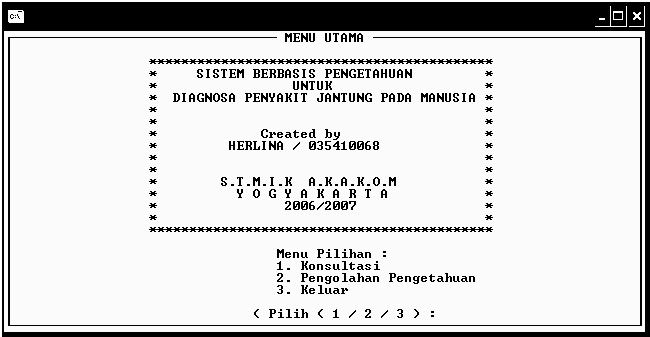 C:\
MENU UTAMA
*******************************************
* SISTEM BERBASIS PENGETAHUAN *
* UNTUK *
* DIAGNOSA PENYAKIT JANTUNG PADA MANUSIA *
* *
* *
* Created by *
* HERLINA / 035410068 *
* *
* *
* S.T.M.I.K A.K.A.K.O.M *
* Y O G Y A K A R T A *
* 2006/2007 *
* *
*******************************************
Menu Pilihan :
1. Konsultasi
2. Pengolahan Pengetahuan
3. Keluar
( Pilih ( 1 / 2 / 3 ) :